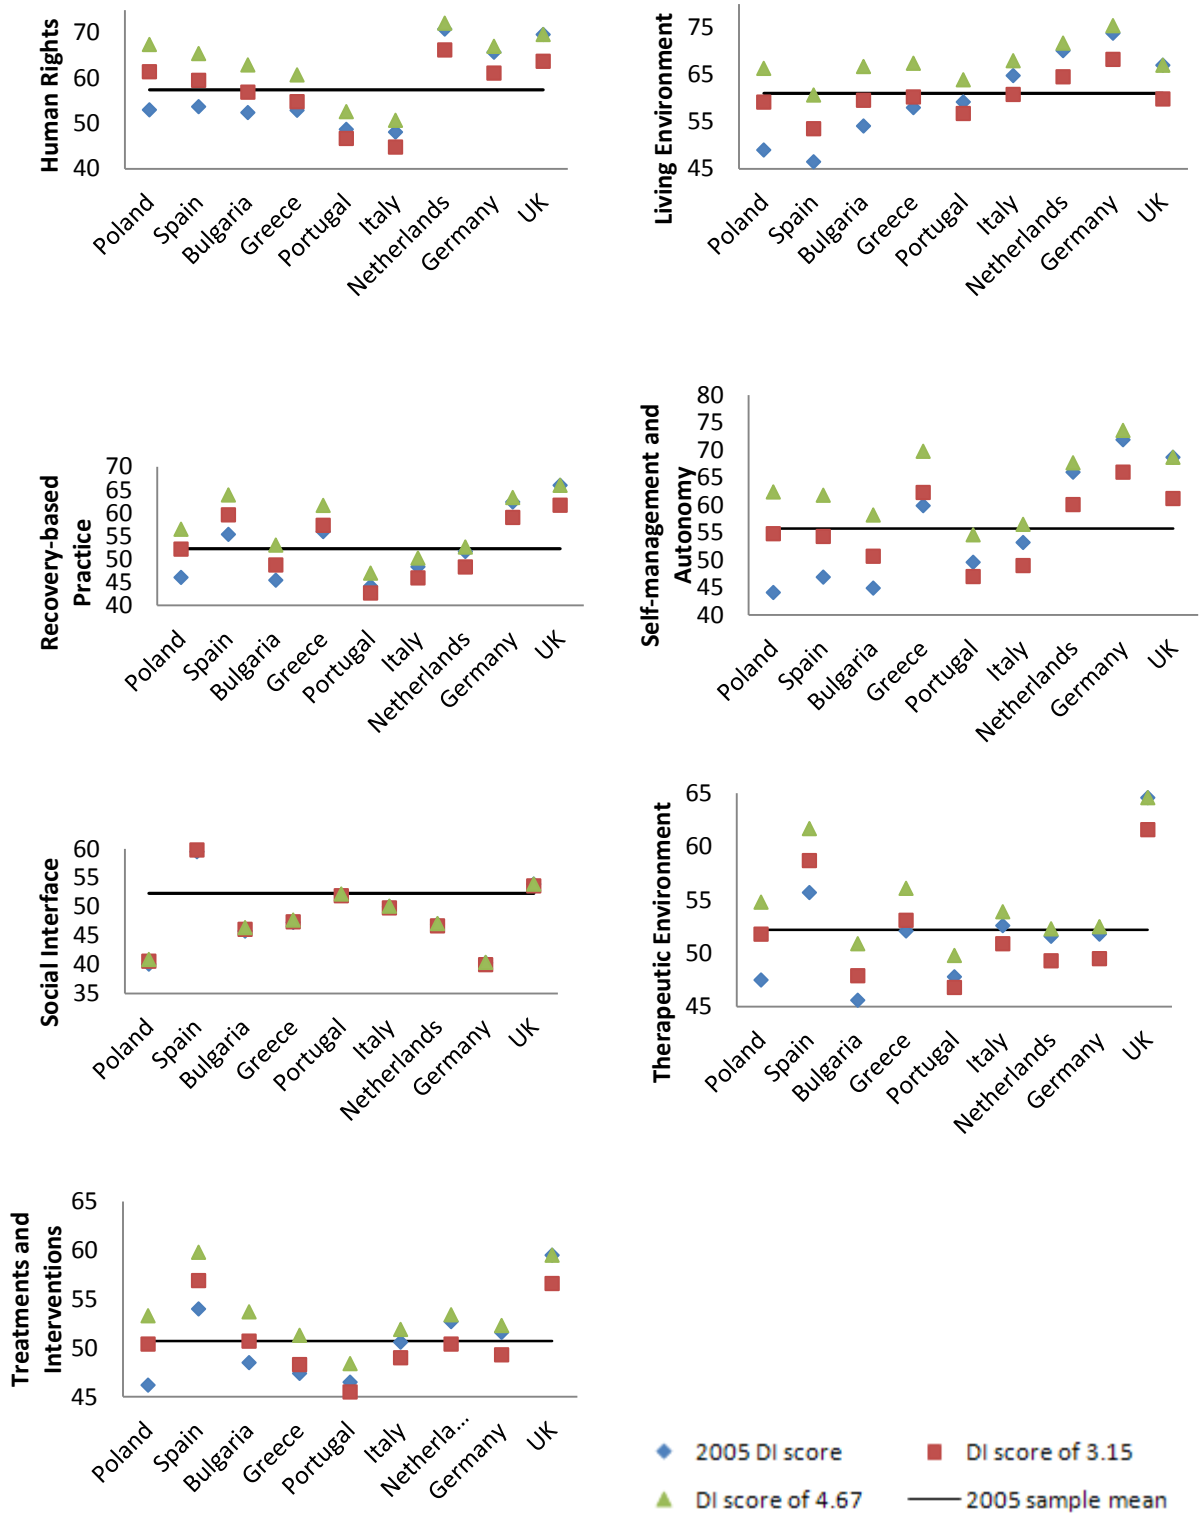 Human Rights
70
60
50
40
Poland
Spain
Bulgaria
Greece
Portugal
Italy
Netherlands
Germany
UK
Living Environment
75
65
55
45
Poland
Spain
Bulgaria
Greece
Portugal
Italy
Netherlands
Germany
UK
Recovery-based
Practice
70
65
60
55
50
45
40
Poland
Spain
Bulgaria
Greece
Portugal
Italy
Netherlands
Germany
UK
Self-management and
Autonomy
80
75
70
65
60
55
50
45
40
Poland
Spain
Bulgaria
Greece
Portugal
Italy
Netherlands
Germany
UK
Social Interface
60
55
50
45
40
35
Poland
Spain
Bulgaria
Greece
Portugal
Italy
Netherlands
Germany
UK
Therapeutic Environment
65
60
55
50
45
Poland
Spain
Bulgaria
Greece
Portugal
Italy
Netherlands
Germany
UK
Treatments and
Interventions
65
60
55
50
45
Poland
Spain
Bulgaria
Greece
Portugal
Italy
Netherla...
Germany
UK
2005 DI score
DI score of 3.15
DI score of 4.67
2005 sample mean